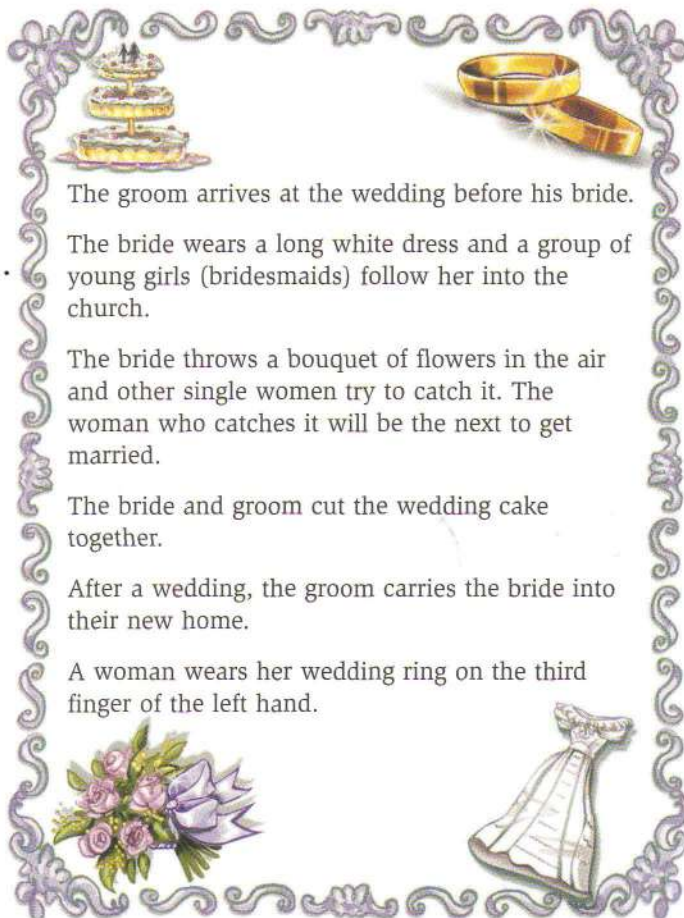 The groom arrives at the wedding before his bride.
The bride wears a long white dress and a group of
young girls (bridesmaids) follow her into the
church.
The bride throws a bouquet of flowers in the air
and other single women try to catch it. The
woman who catches it will be the next to get
married.
The bride and groom cut the wedding cake
together.
After a wedding, the groom carries the bride into
their new home.
A woman wears her wedding ring on the third
finger of the left hand.